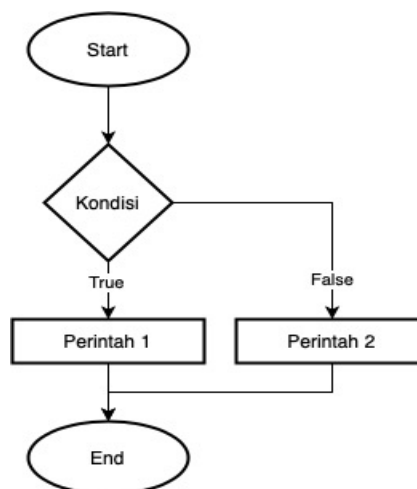 Start
Kondisi
True
False
Perintah 1
Perintah 2
End